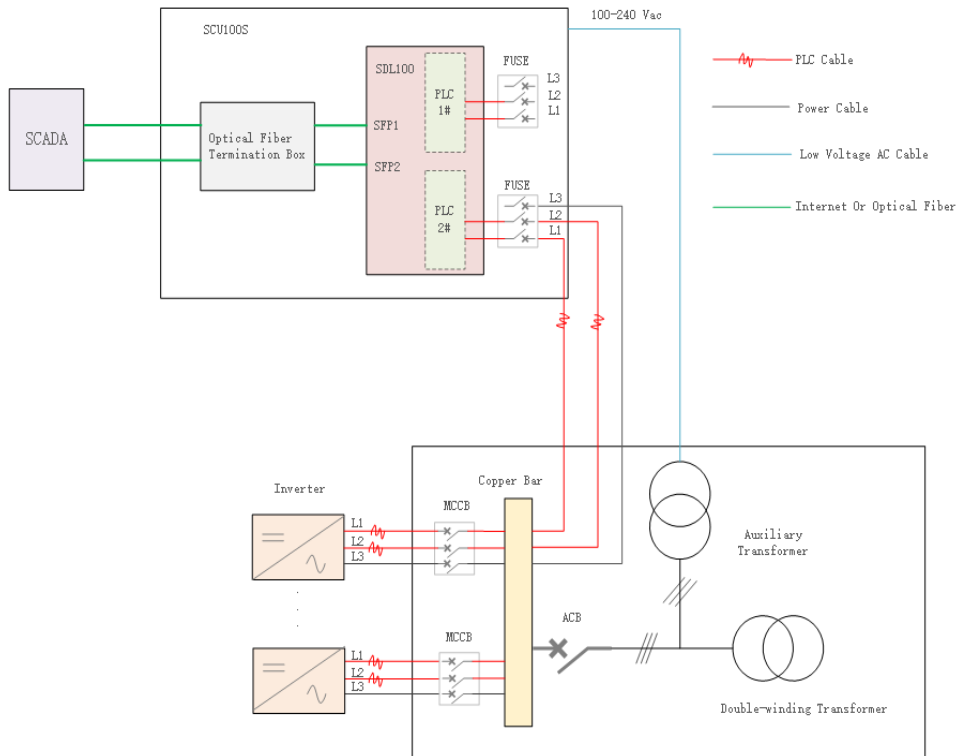 100-240 Vac
SCU100S
SDL100
FUSE
PLC Cable
L3
PLC
1#
L2
L1
Power Cable
SCADA
Optical Fiber
Termination Box
SFP1
SFP2
Low Voltage AC Cable
FUSE
PLC
2#
L3
L2
L1
Internet Or Optical Fiber
Inverter
Copper Bar
MCCB
L1
L2
L3
Auxiliary
Transformer
.
.
.
ACB
MCCB
L1
L2
L3
Double-winding Transformer